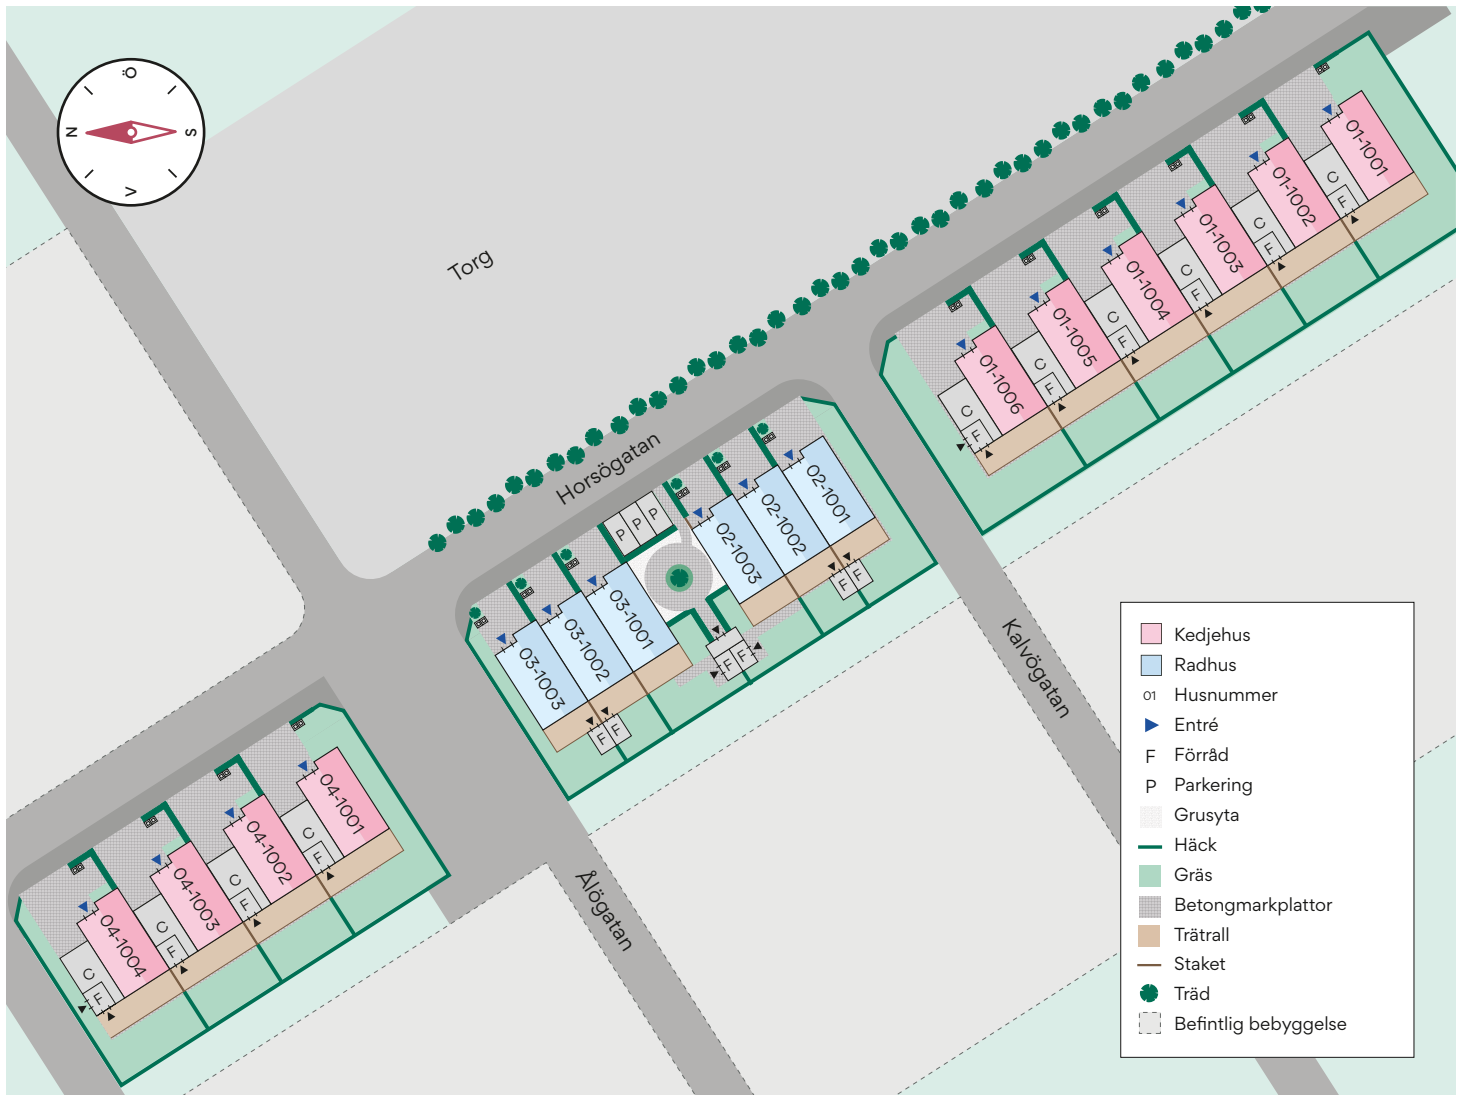 Ö
N
S
V
Torg
Horsögatan
Kalvögatan
Ålögatan
01-1001
C
F
01-1002
C
F
01-1003
C
F
01-1004
C
F
01-1005
C
F
01-1006
C
F
02-1001
02-1002
02-1003
F
F
P
P
P
F
F
03-1001
03-1002
03-1003
F
F
04-1001
C
F
04-1002
C
F
04-1003
C
F
04-1004
C
F
Kedjehus
Radhus
01 Husnummer
Entré
F Förråd
P Parkering
Grusyta
Häck
Gräs
Betongmarkplattor
Trätrall
Staket
Träd
Befintlig bebyggelse